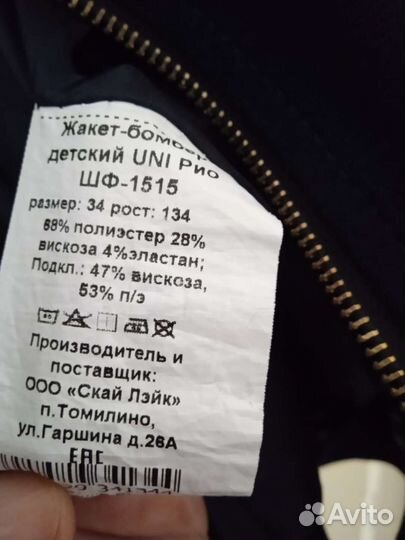 Жакет-бомбер
детский UNI Рио
ШФ-1515
размер: 34 рост: 134
68% полиэстер 28%
вискоза 4%эластан;
Подкл.: 47% вискоза,
53% п/э
Производитель и
поставщик:
ООО «Скай Лэйк»
п.Томилино,
ул.Гаршина д.26А
ЕАС
Avito